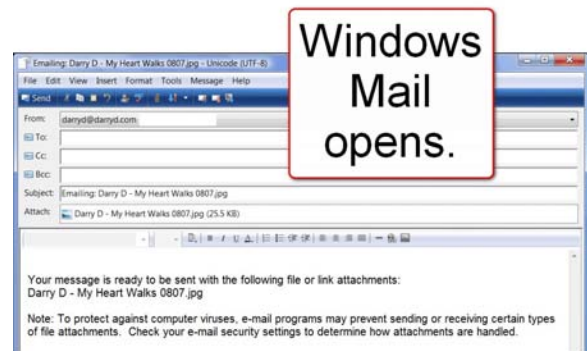 Windows
Mail
opens.
Emailing: Darry D - My Heart Walks 0807.jpg - Unicode (UTF-8)
File Edit View Insert Format Tools Message Help
Send
From: darryd@darryd.com
To:
Cc:
Bcc:
Subject: Emailing: Darry D - My Heart Walks 0807.jpg
Attach: Darry D - My Heart Walks 0807.jpg (25.5 KB)
B I U A
Your message is ready to be sent with the following file or link attachments:
Darry D - My Heart Walks 0807.jpg
Note: To protect against computer viruses, e-mail programs may prevent sending or receiving certain types
of file attachments. Check your e-mail security settings to determine how attachments are handled.